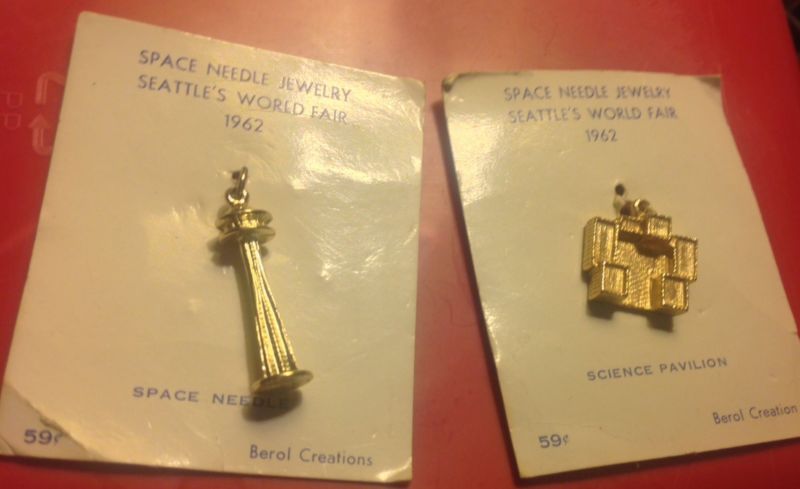 SPACE NEEDLE JEWELRY
SEATTLE'S WORLD FAIR
1962
SPACE NEEDLE
59¢
Berol Creations
SPACE NEEDLE JEWELRY
SEATTLE'S WORLD FAIR
1962
SCIENCE PAVILION
59¢
Berol Creation